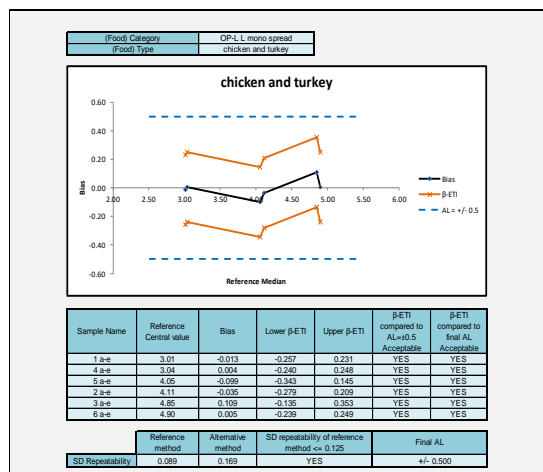 (Food) Category OP-L L mono spread
(Food) Type chicken and turkey
chicken and turkey
0.60
0.40
0.20
0.00
-0.20
-0.40
-0.60
2.00 2.50 3.00 3.50 4.00 4.50 5.00 5.50 6.00
Bias
Reference Median
Bias
β-ETI
AL = +/- 0.5
Sample Name Reference Central value Bias Lower β-ETI Upper β-ETI β-ETI compared to AL=±0.5 Acceptable β-ETI compared to final AL Acceptable
1 a-e 3.01 -0.013 -0.257 0.231 YES YES
4 a-e 3.04 0.004 -0.240 0.248 YES YES
5 a-e 4.05 -0.099 -0.343 0.145 YES YES
2 a-e 4.11 -0.035 -0.279 0.209 YES YES
3 a-e 4.85 0.109 -0.135 0.353 YES YES
6 a-e 4.90 0.005 -0.239 0.249 YES YES
Reference method Alternative method SD repeatability of reference method <= 0.125 Final AL
SD Repeatability 0.089 0.169 YES +/- 0.500